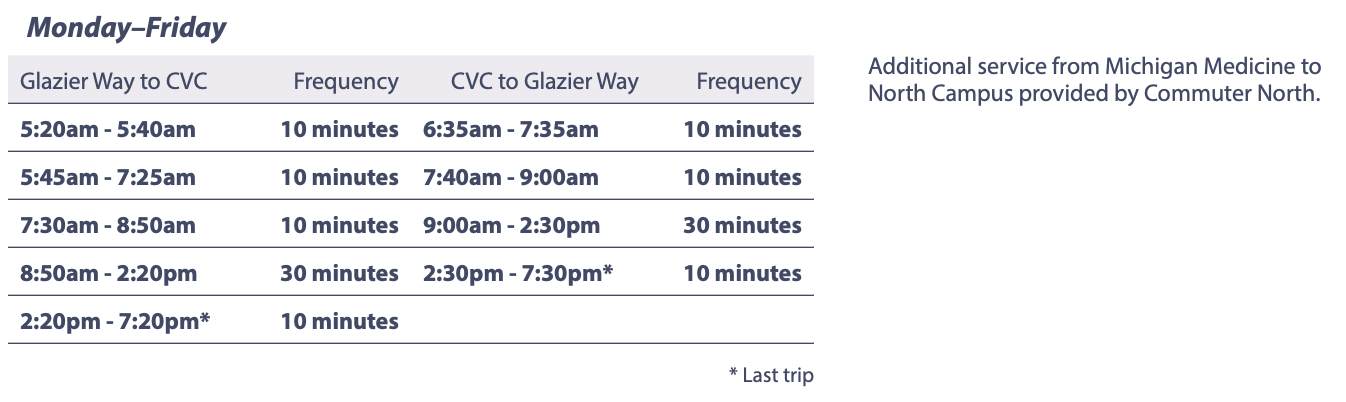 Monday–Friday
Glazier Way to CVC Frequency CVC to Glazier Way Frequency
5:20am - 5:40am 10 minutes 6:35am - 7:35am 10 minutes
5:45am - 7:25am 10 minutes 7:40am - 9:00am 10 minutes
7:30am - 8:50am 10 minutes 9:00am - 2:30pm 30 minutes
8:50am - 2:20pm 30 minutes 2:30pm - 7:30pm* 10 minutes
2:20pm - 7:20pm* 10 minutes
* Last trip
Additional service from Michigan Medicine to
North Campus provided by Commuter North.